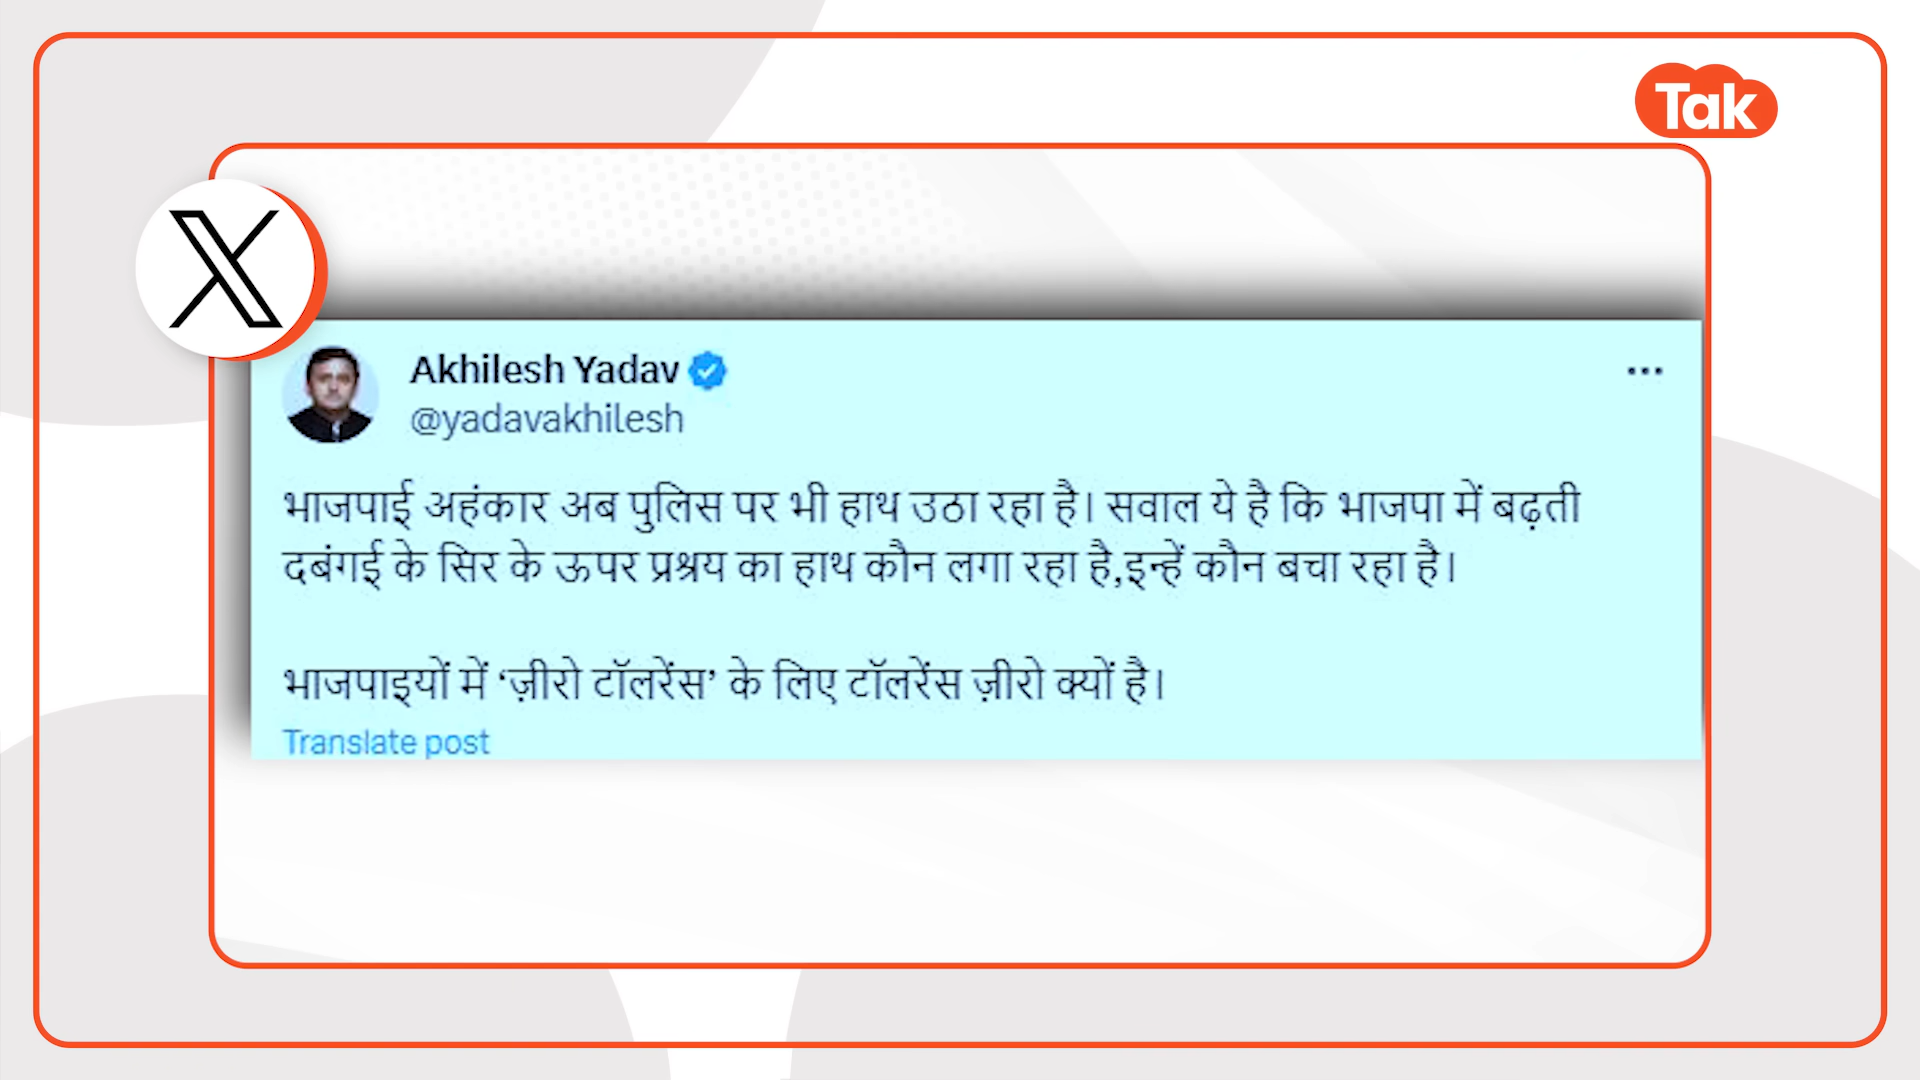 Tak
X
Akhilesh Yadav
@yadavakhilesh
भाजपाई अहंकार अब पुलिस पर भी हाथ उठा रहा है। सवाल ये है कि भाजपा में बढ़ती
दबंगई के सिर के ऊपर प्रश्रय का हाथ कौन लगा रहा है,इन्हें कौन बचा रहा है।
भाजपाइयों में ‘ज़ीरो टॉलरेंस’ के लिए टॉलरेंस ज़ीरो क्यों है।
Translate post